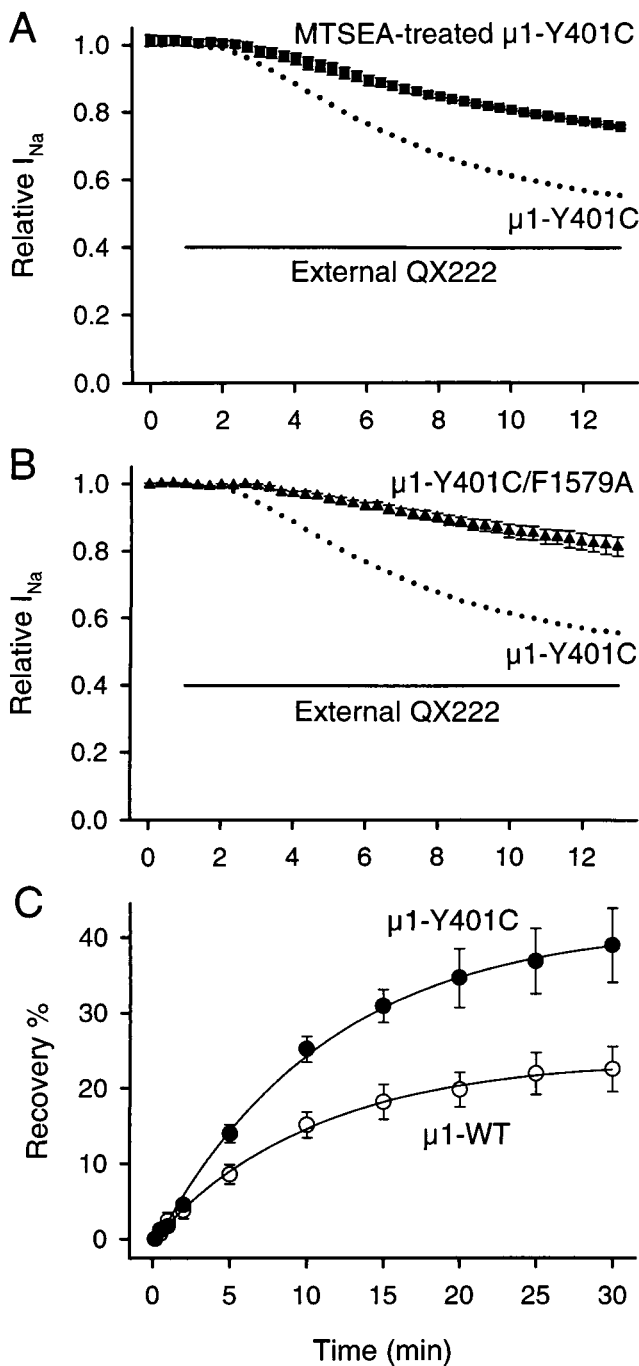 A
MTSEA-treated µ1-Y401C
1.0
0.8
0.6
0.4
0.2
0.0
Relative I Na
µ1-Y401C
External QX222
0 2 4 6 8 10 12
B
µ1-Y401C/F1579A
1.0
0.8
0.6
0.4
0.2
0.0
Relative I Na
µ1-Y401C
External QX222
0 2 4 6 8 10 12
C
µ1-Y401C
40
30
20
10
0
Recovery %
µ1-WT
0 5 10 15 20 25 30
Time (min)